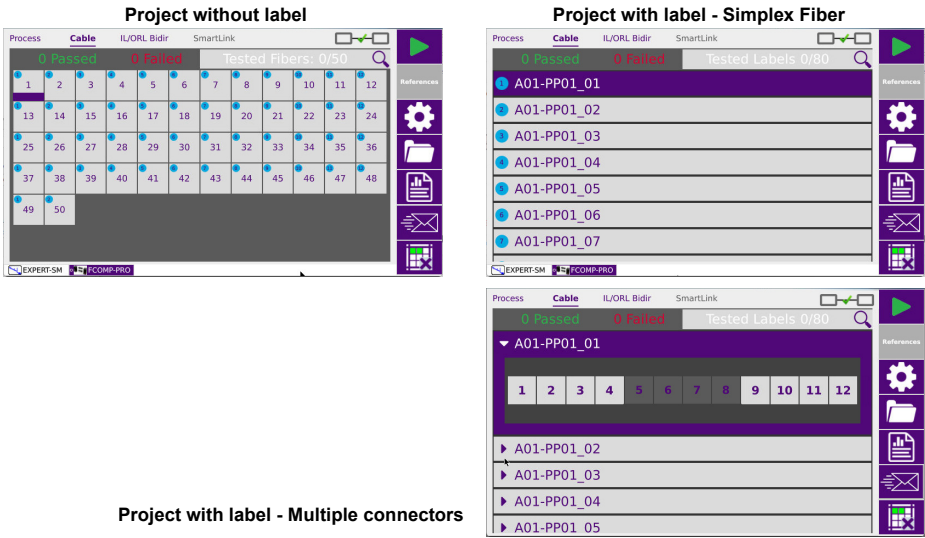 Project without label
Process Cable IL/ORL Bidir SmartLink
0 Passed 0 Failed Tested Fibers: 0/50
1 2 3 4 5 6 7 8 9 10 11 12
References
13 14 15 16 17 18 19 20 21 22 23 24
25 26 27 28 29 30 31 32 33 34 35 36
37 38 39 40 41 42 43 44 45 46 47 48
49 50
EXPERT-SM FCOMP-PRO
Project with label - Simplex Fiber
Process Cable IL/ORL Bidir SmartLink
0 Passed 0 Failed Tested Labels 0/80
1 A01-PP01_01
References
2 A01-PP01_02
3 A01-PP01_03
4 A01-PP01_04
5 A01-PP01_05
6 A01-PP01_06
7 A01-PP01_07
EXPERT-SM FCOMP-PRO
Process Cable IL/ORL Bidir SmartLink
0 Passed 0 Failed Tested Labels 0/80
A01-PP01_01
References
1 2 3 4 5 6 7 8 9 10 11 12
A01-PP01_02
A01-PP01_03
A01-PP01_04
A01-PP01_05
Project with label - Multiple connectors